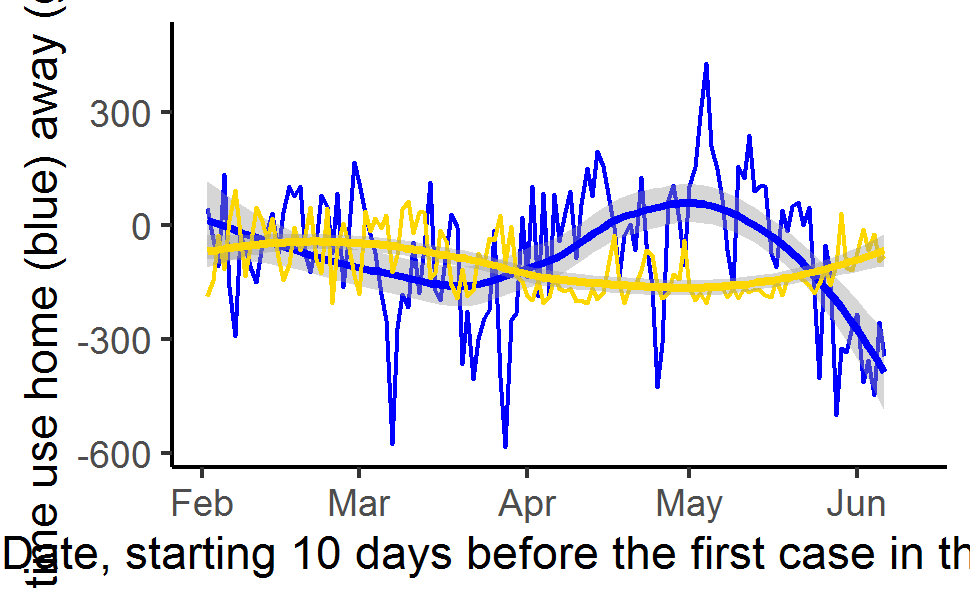 time use home (blue) away (
300
0
-300
-600
Feb Mar Apr May Jun
Date, starting 10 days before the first case in th